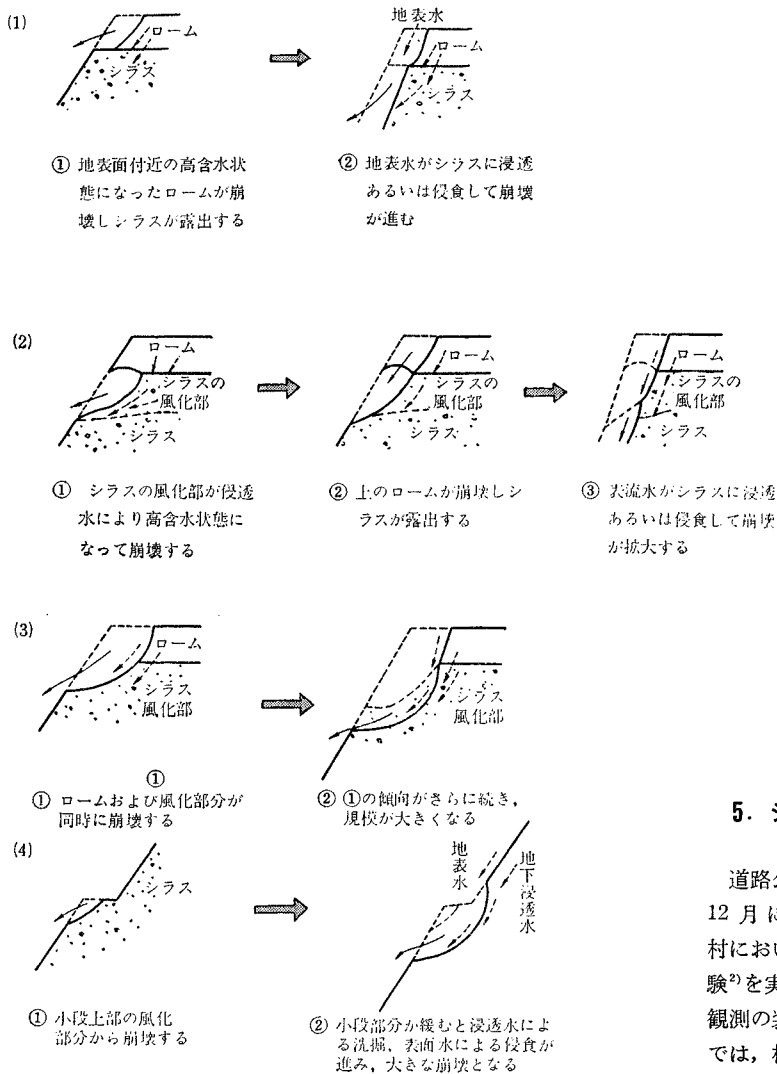 (1)
ローム
シラス
地表水
ローム
シラス
① 地表面付近の高含水状
態になったロームが崩
壊しシラスが露出する
② 地表水がシラスに浸透
あるいは侵食して崩壊
が進む
(2)
ローム
シラスの
風化部
シラス
ローム
シラスの
風化部
シラス
ローム
シラスの
風化部
シラス
① シラスの風化部が侵透
水により高含水状態に
なって崩壊する
② 上のロームが崩壊しシ
ラスが露出する
③ 表流水がシラスに浸透
あるいは侵食して崩壊
が拡大する
(3)
ローム
シラス
風化部
シラス
風化部
①
① ロームおよび風化部分が
同時に崩壊する
② ①の傾向がさらに続き,
規模が大きくなる
(4)
シラス
地表水
地下浸透水
① 小段上部の風化
部分から崩壊する
② 小段部分が緩むと浸透水によ
る洗掘、表面水による侵食が
進み，大きな崩壊となる
5. シ
道路公
12 月に
村におい
験²⁾を実
観測の
では，